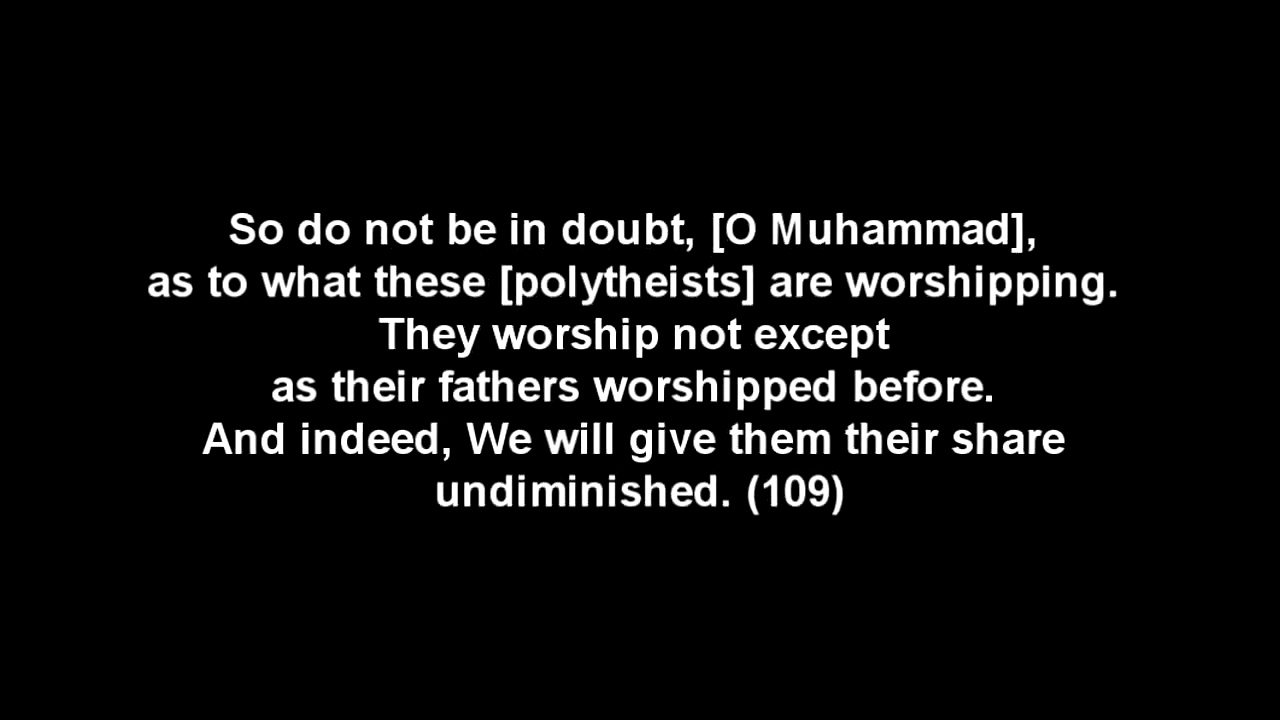 So do not be in doubt, [O Muhammad],
as to what these [polytheists] are worshipping.
They worship not except
as their fathers worshipped before.
And indeed, We will give them their share
undiminished. (109)